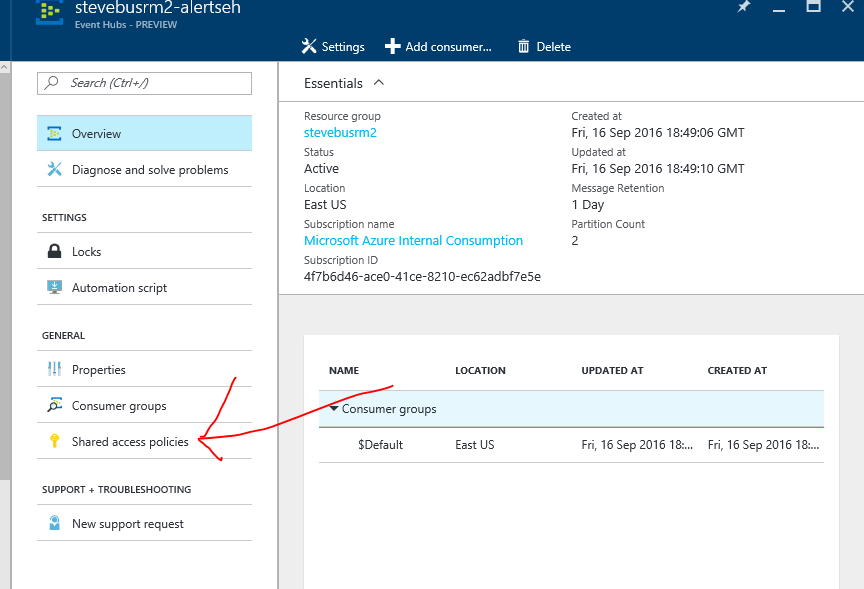 stevebusrm2-alertseh
Event Hubs - PREVIEW
Settings
Add consumer...
Delete
Search (Ctrl+/)
Overview
Diagnose and solve problems
SETTINGS
Locks
Automation script
GENERAL
Properties
Consumer groups
Shared access policies
SUPPORT + TROUBLESHOOTING
New support request
Essentials
Resource group
stevebusrm2
Status
Active
Location
East US
Subscription name
Microsoft Azure Internal Consumption
Subscription ID
4f7b6d46-ace0-41ce-8210-ec62adbf7e5e
Created at
Fri, 16 Sep 2016 18:49:06 GMT
Updated at
Fri, 16 Sep 2016 18:49:10 GMT
Message Retention
1 Day
Partition Count
2
NAME LOCATION UPDATED AT CREATED AT
Consumer groups
$Default East US Fri, 16 Sep 2016 18:... Fri, 16 Sep 2016 18:...